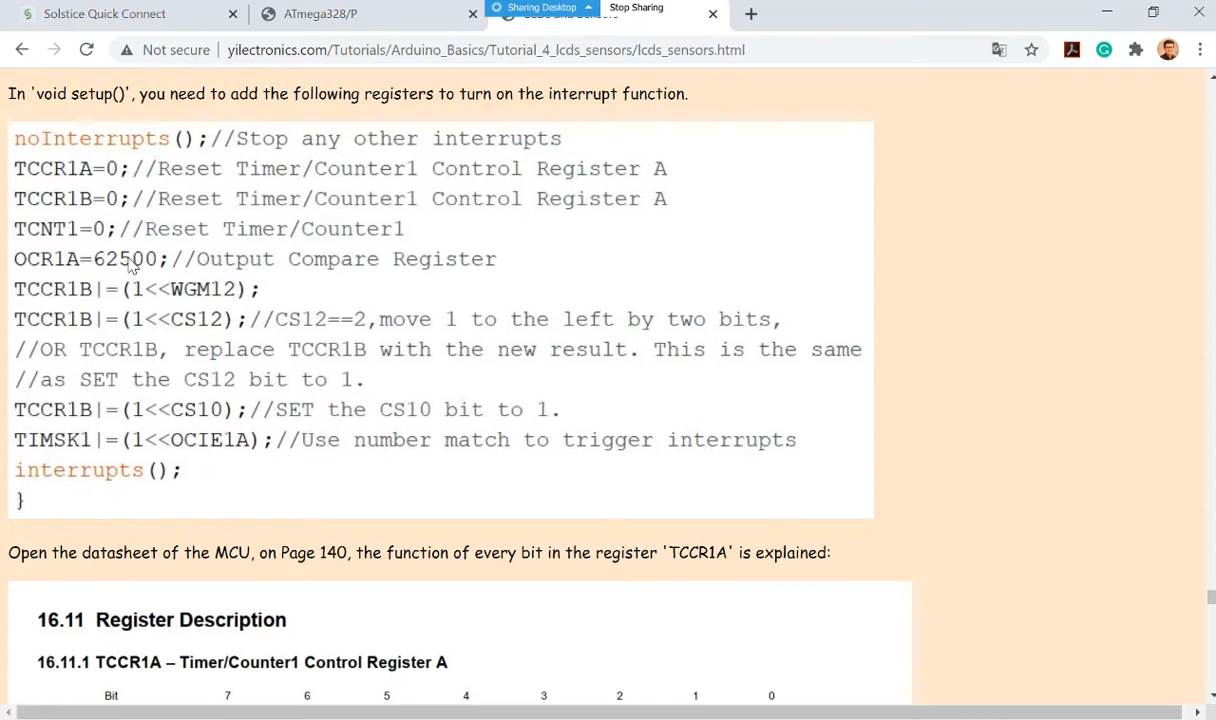 Solstice Quick Connect
ATmega328/P
Sharing Desktop
Stop Sharing
Not secure
yilectronics.com/Tutorials/Arduino_Basics/Tutorial_4_lcds_sensors/lcds_sensors.html
In 'void setup()', you need to add the following registers to turn on the interrupt function.
noInterrupts();//Stop any other interrupts
TCCR1A=0;//Reset Timer/Counter1 Control Register A
TCCR1B=0;//Reset Timer/Counter1 Control Register A
TCNT1=0;//Reset Timer/Counter1
OCR1A=62500;//Output Compare Register
TCCR1B|=(1<<WGM12);
TCCR1B|=(1<<CS12);//CS12==2,move 1 to the left by two bits,
//OR TCCR1B, replace TCCR1B with the new result. This is the same
//as SET the CS12 bit to 1.
TCCR1B|=(1<<CS10);//SET the CS10 bit to 1.
TIMSK1|=(1<<OCIE1A);//Use number match to trigger interrupts
interrupts();
}
Open the datasheet of the MCU, on Page 140, the function of every bit in the register 'TCCR1A' is explained:
16.11 Register Description
16.11.1 TCCR1A – Timer/Counter1 Control Register A
Bit 7 6 5 4 3 2 1 0